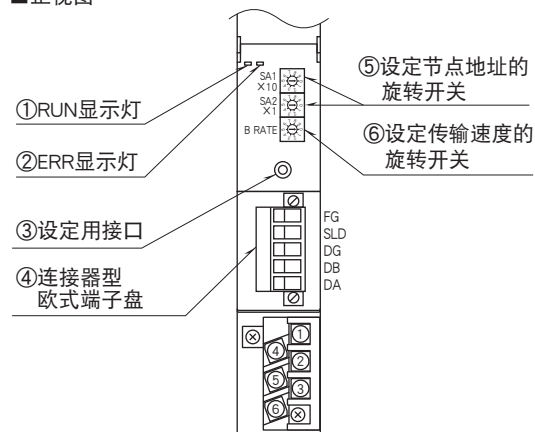 ■正视图
SA1
×10
SA2
×1
B RATE
①RUN显示灯
②ERR显示灯
③设定用接口
④连接器型
欧式端子盘
⑤设定节点地址的
旋转开关
⑥设定传输速度的
旋转开关
FG
SLD
DG
DB
DA
①
④
②
⑤
③
⑥